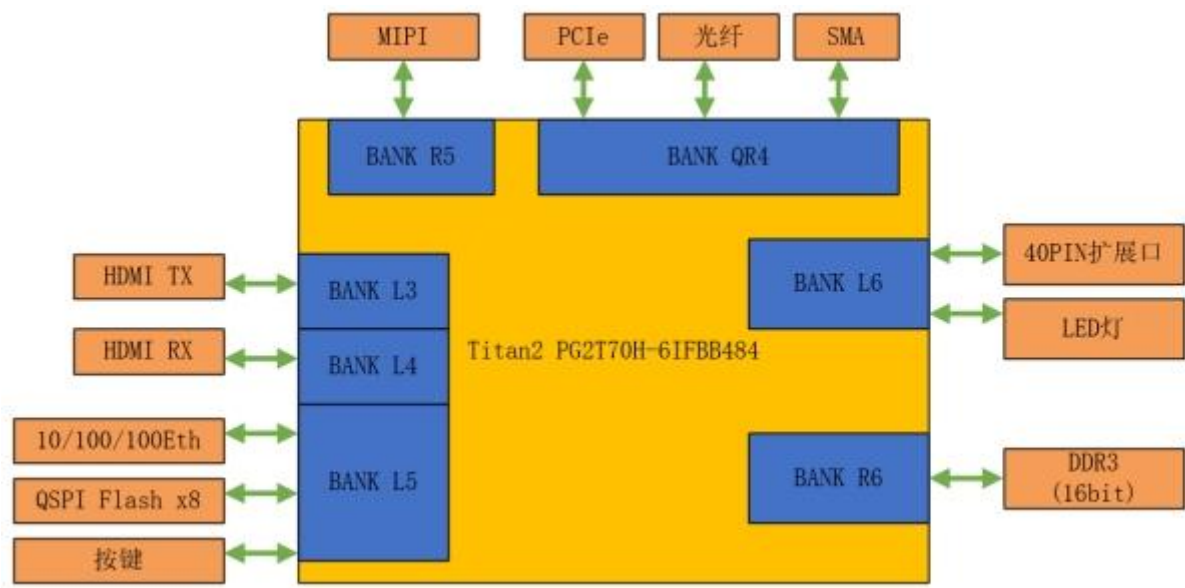 MIPI
PCIe
光纤
SMA
BANK R5
BANK QR4
HDMI TX
BANK L3
BANK L6
40PIN扩展口
LED灯
HDMI RX
BANK L4
Titan2 PG2T70H-6IFBB484
10/100/100Eth
QSPI Flash x8
按键
BANK L5
BANK R6
DDR3
(16bit)